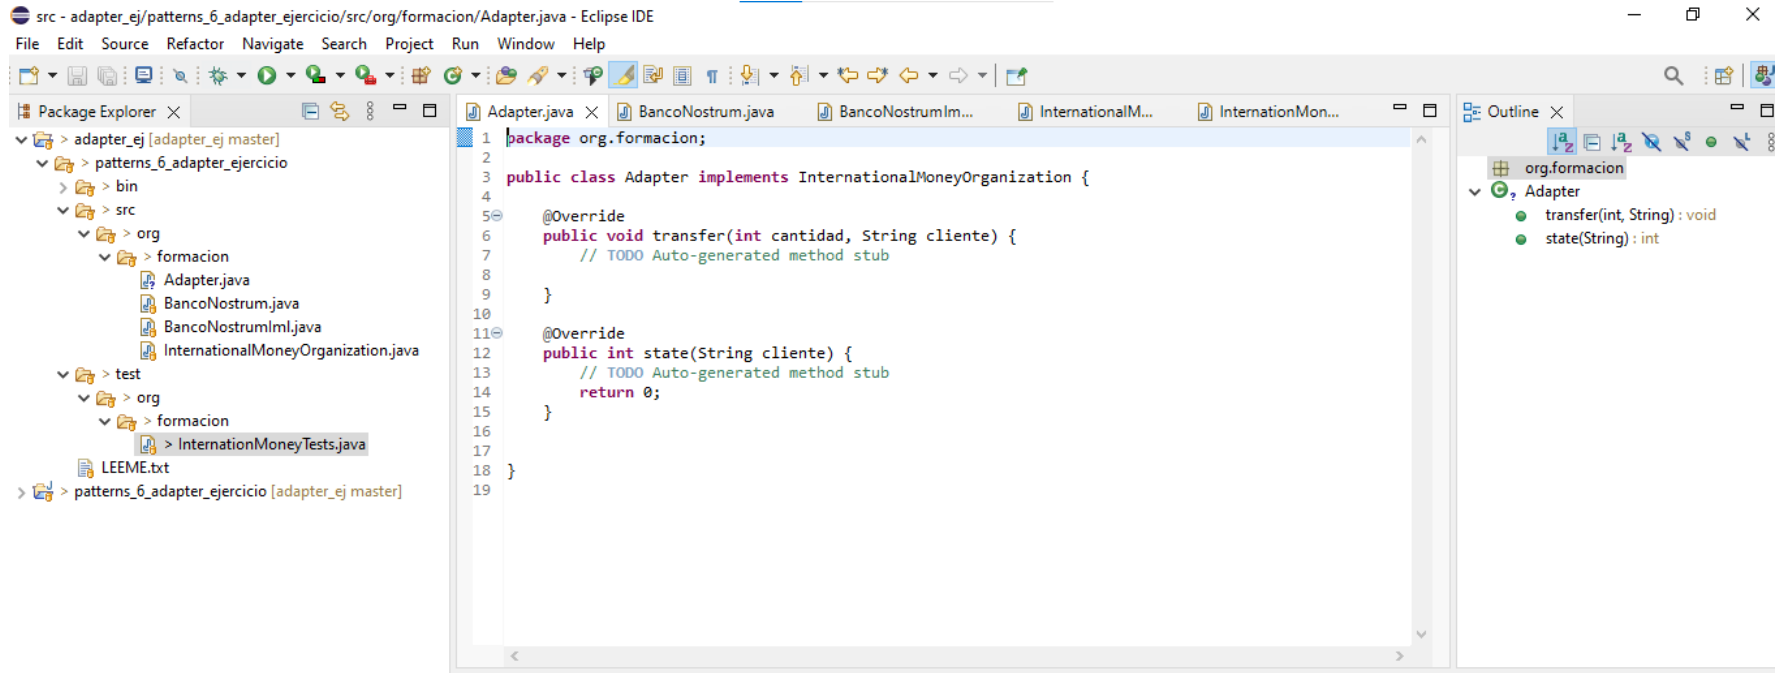 src - adapter_ej/patterns_6_adapter_ejercicio/src/org/formacion/Adapter.java - Eclipse IDE
File Edit Source Refactor Navigate Search Project Run Window Help
Package Explorer
> adapter_ej [adapter_ej master]
> patterns_6_adapter_ejercicio
> bin
> src
> org
> formacion
Adapter.java
BancoNostrum.java
BancoNostrumIml.java
InternationalMoneyOrganization.java
> test
> org
> formacion
> InternationMoneyTests.java
LEEME.txt
> patterns_6_adapter_ejercicio [adapter_ej master]
Adapter.java BancoNostrum.java BancoNostrumIm... InternationalM... InternationMon...
1 package org.formacion;
2
3 public class Adapter implements InternationalMoneyOrganization {
4
5 @Override
6 public void transfer(int cantidad, String cliente) {
7 // TODO Auto-generated method stub
8
9 }
10
11 @Override
12 public int state(String cliente) {
13 // TODO Auto-generated method stub
14 return 0;
15 }
16
17
18 }
19
Outline
org.formacion
Adapter
transfer(int, String) : void
state(String) : int